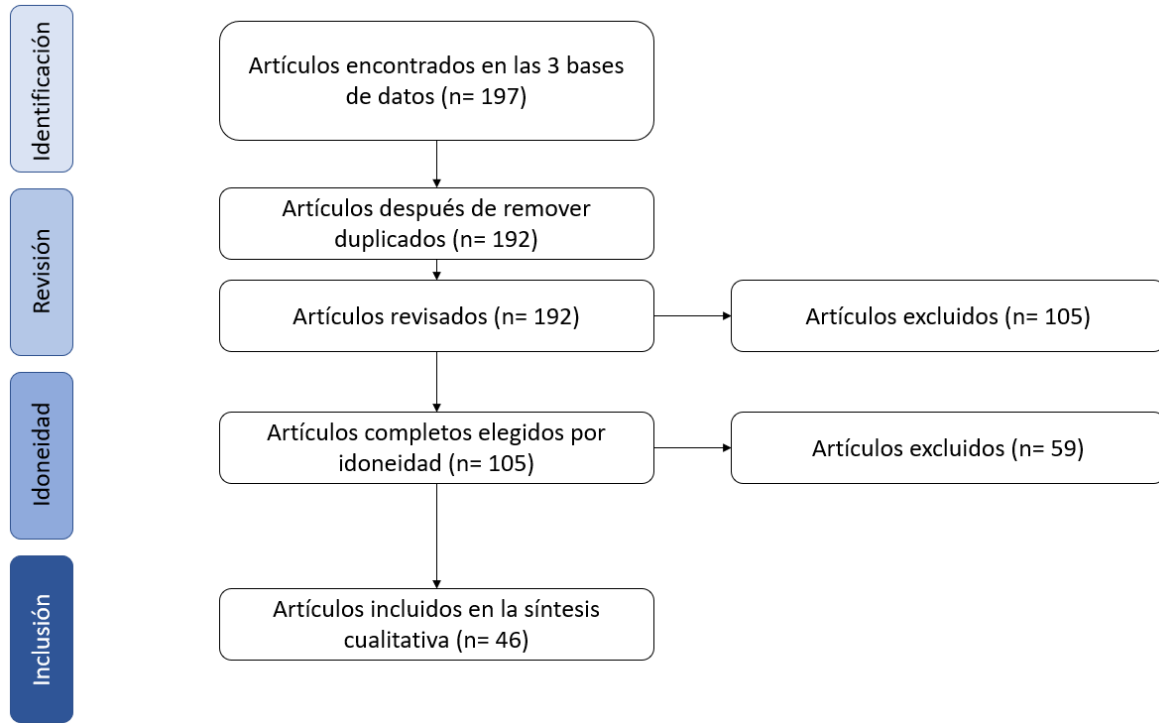 Identificación
Artículos encontrados en las 3 bases
de datos (n= 197)
Revisión
Artículos después de remover
duplicados (n= 192)
Artículos revisados (n= 192)
Artículos excluidos (n= 105)
Idoneidad
Artículos completos elegidos por
idoneidad (n= 105)
Artículos excluidos (n= 59)
Inclusión
Artículos incluidos en la síntesis
cualitativa (n= 46)